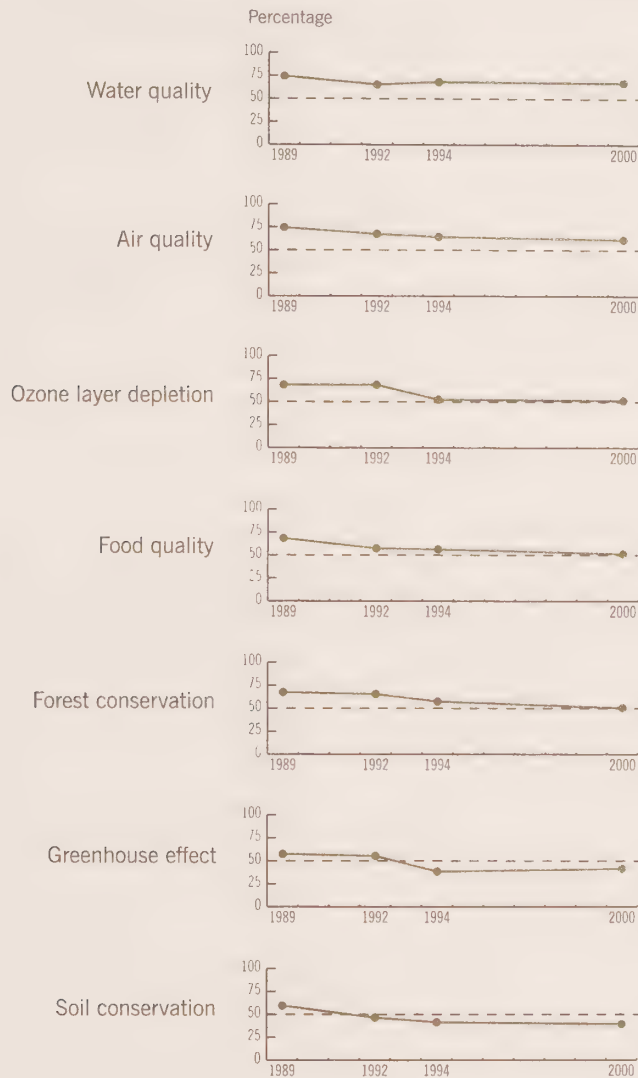 Percentage
Water quality
100
75
50
25
0
1989 1992 1994 2000
Air quality
100
75
50
25
0
1989 1992 1994 2000
Ozone layer depletion
100
75
50
25
0
1989 1992 1994 2000
Food quality
100
75
50
25
0
1989 1992 1994 2000
Forest conservation
100
75
50
25
0
1989 1992 1994 2000
Greenhouse effect
100
75
50
25
0
1989 1992 1994 2000
Soil conservation
100
75
50
25
0
1989 1992 1994 2000